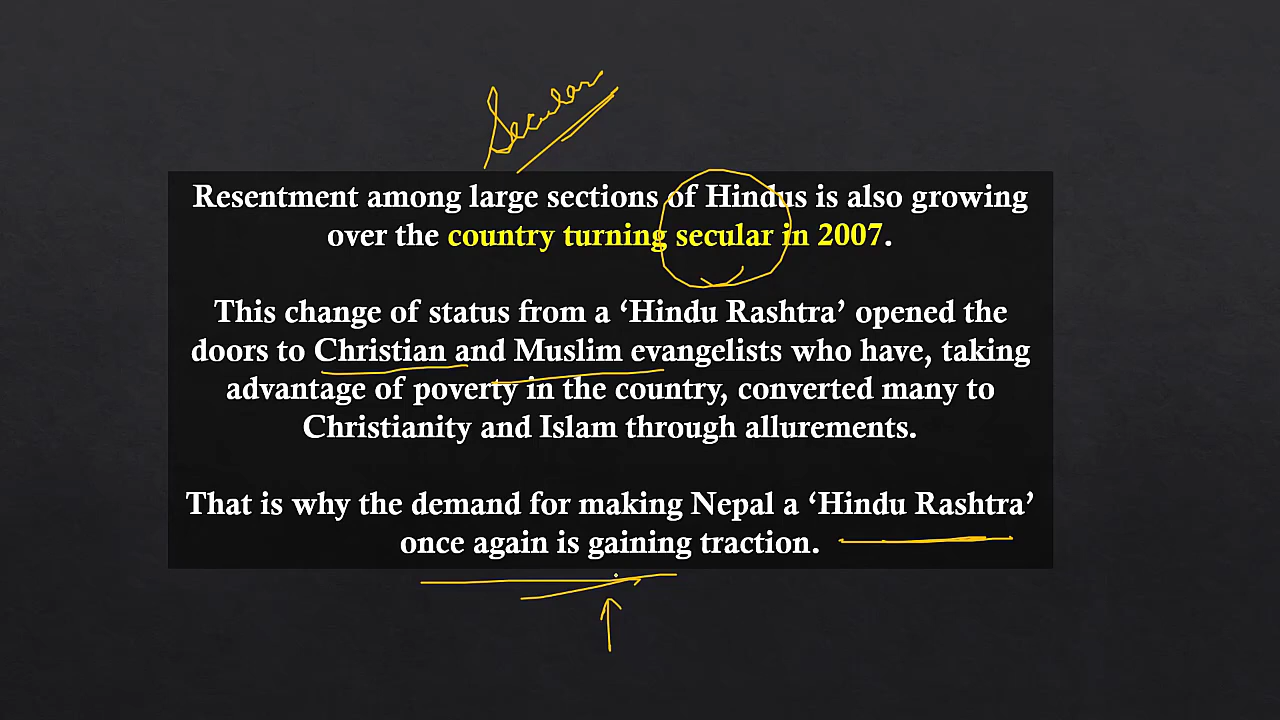 Secular
Resentment among large sections of Hindus is also growing
over the country turning secular in 2007.
This change of status from a ‘Hindu Rashtra’ opened the
doors to Christian and Muslim evangelists who have, taking
advantage of poverty in the country, converted many to
Christianity and Islam through allurements.
That is why the demand for making Nepal a ‘Hindu Rashtra’
once again is gaining traction.